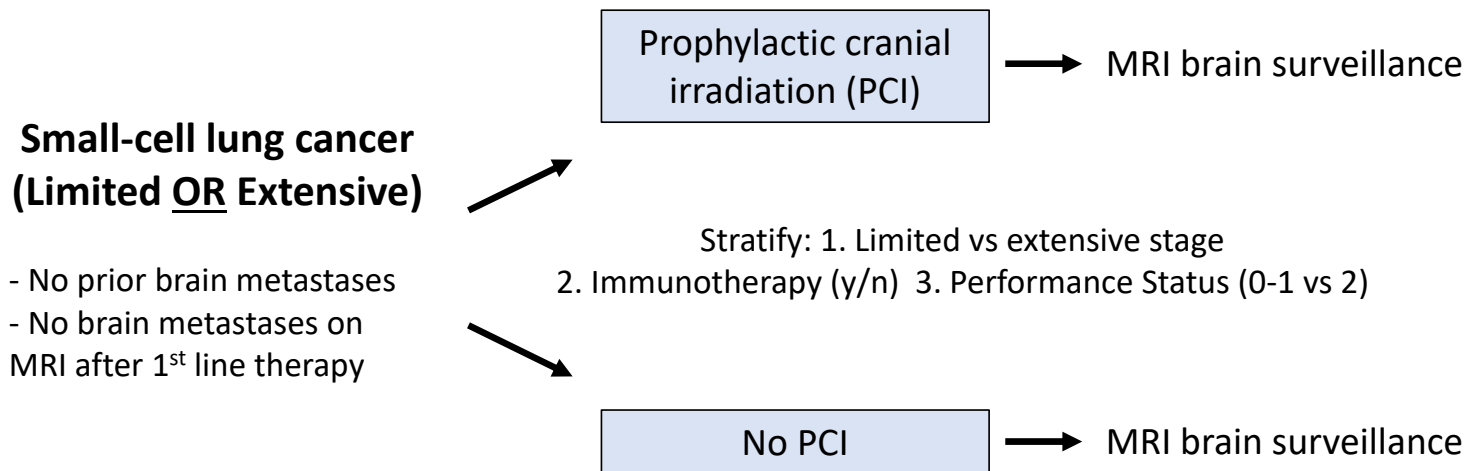 Small-cell lung cancer
(Limited OR Extensive)
- No prior brain metastases
- No brain metastases on
MRI after 1st line therapy
Prophylactic cranial
irradiation (PCI)
MRI brain surveillance
Stratify: 1. Limited vs extensive stage
2. Immunotherapy (y/n) 3. Performance Status (0-1 vs 2)
No PCI
MRI brain surveillance